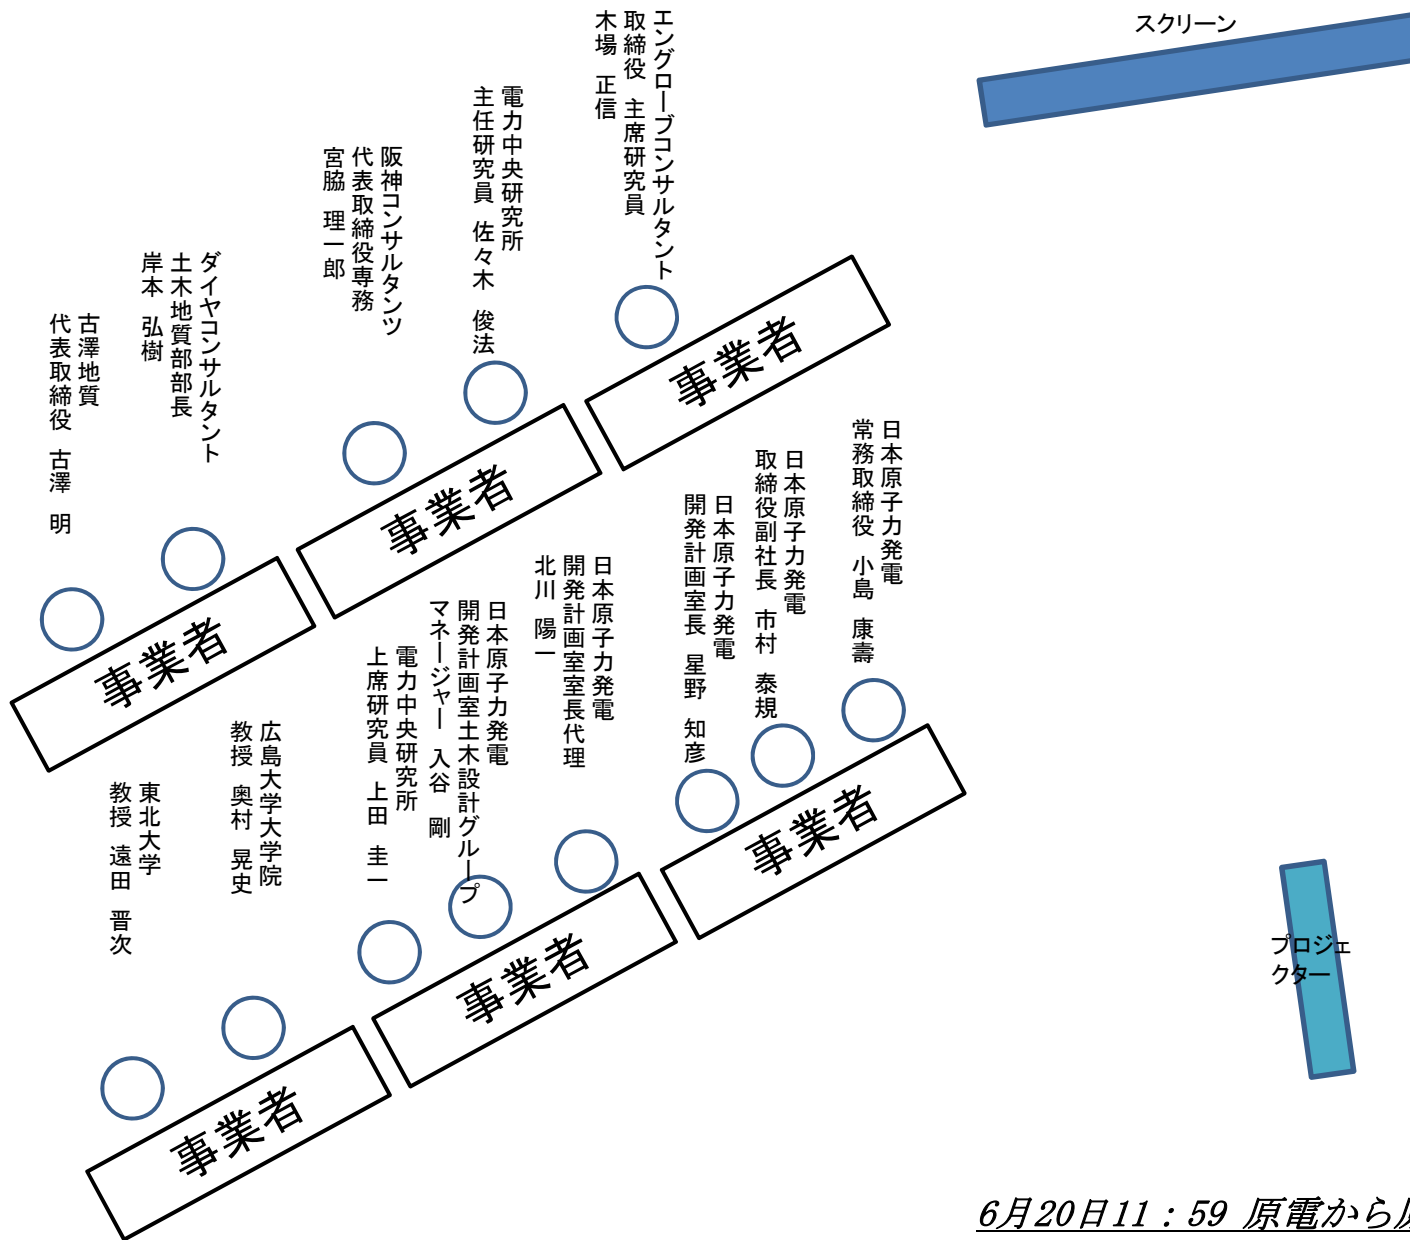 スクリーン
エングローブコンサルタント
取締役 主席研究員
木場 正信
電力中央研究所
主任研究員 佐々木 俊法
阪神コンサルタンツ
代表取締役専務
宮脇 理一郎
ダイヤコンサルタント
土木地質部部長
岸本 弘樹
古澤地質
代表取締役 古澤 明
事業者
事業者
事業者
日本原子力発電
常務取締役 小島 康壽
日本原子力発電
取締役副社長 市村 泰規
日本原子力発電
開発計画室長 星野 知彦
日本原子力発電
開発計画室室長代理
北川 陽一
日本原子力発電
開発計画室土木設計グループ
マネージャー 入谷 剛
電力中央研究所
上席研究員 上田 圭一
広島大学大学院
教授 奥村 晃史
東北大学
教授 遠田 晋次
事業者
事業者
事業者
プロジェ
クター
6月20日11：59 原電から